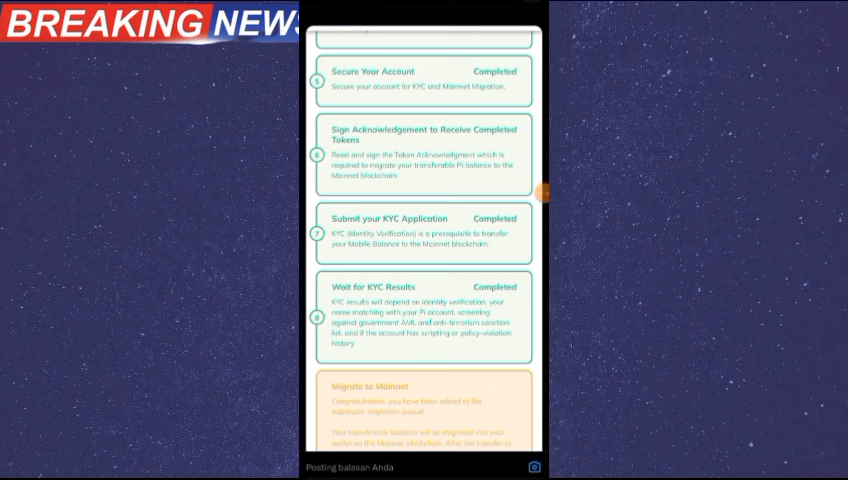 BREAKING NEWS
5
Secure Your Account
Completed
Secure your account for KYC and Mainnet Migration.
6
Sign Acknowledgement to Receive Completed
Tokens
Read and sign the Token Acknowledgment which is
required to migrate your transferable Pi balance to the
Mainnet blockchain.
7
Submit your KYC Application
Completed
KYC (Identity Verification) is a prerequisite to transfer
your Mobile Balance to the Mainnet blockchain.
8
Wait for KYC Results
Completed
KYC results will depend on identity verification, your
name matching with your Pi account, screening
against government AML and anti-terrorism sanction
list, and if the account has scripting or policy-violation
history.
Migrate to Mainnet
Congratulations, you have been added to the
automatic migration queue!
Your transferable balance will be migrated into your
wallet on the Mainnet blockchain. After the transfer to
Posting balasan Anda